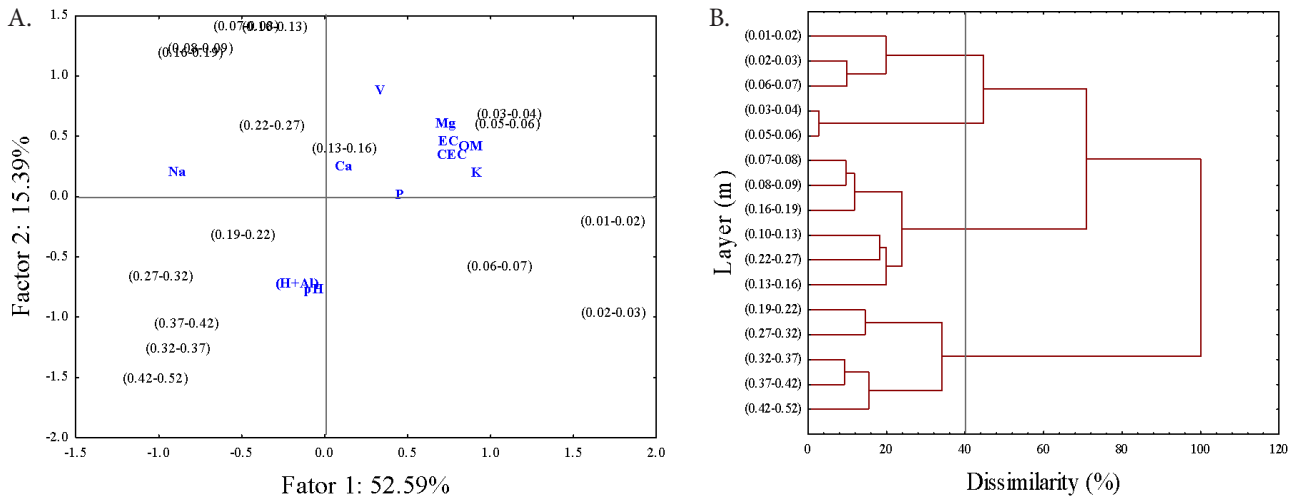 A.
1.5
1.0
0.5
0.0
-0.5
-1.0
-1.5
-2.0
Factor 2: 15.39%
(0.07-0.08)
(0.10-0.13)
(0.08-0.09)
(0.16-0.19)
V
(0.03-0.04)
(0.05-0.06)
(0.22-0.27)
Mg
EC
OM
CEC
(0.13-0.16)
Ca
Na
K
P
(0.01-0.02)
(0.19-0.22)
(0.06-0.07)
(0.27-0.32)
(H+Al)
pH
(0.02-0.03)
(0.37-0.42)
(0.32-0.37)
(0.42-0.52)
-1.5 -1.0 -0.5 0.0 0.5 1.0 1.5 2.0
Fator 1: 52.59%
B.
Layer (m)
(0.01-0.02)
(0.02-0.03)
(0.06-0.07)
(0.03-0.04)
(0.05-0.06)
(0.07-0.08)
(0.08-0.09)
(0.16-0.19)
(0.10-0.13)
(0.22-0.27)
(0.13-0.16)
(0.19-0.22)
(0.27-0.32)
(0.32-0.37)
(0.37-0.42)
(0.42-0.52)
0 20 40 60 80 100 120
Dissimilarity (%)